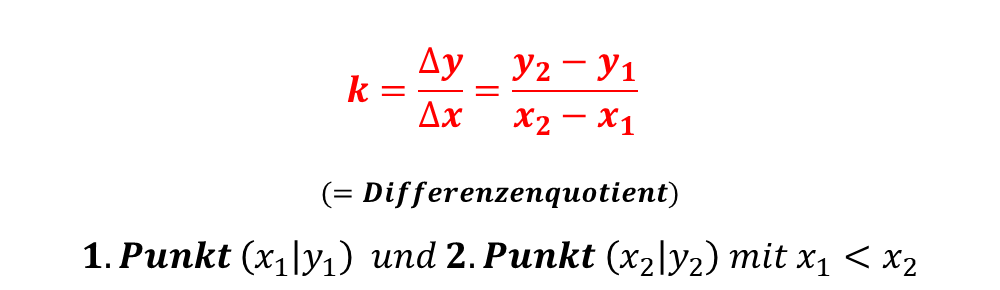 k = Δy/Δx = y₂ − y₁/x₂ − x₁
(= Differenzenquotient)
1. Punkt (x₁|y₁) und 2. Punkt (x₂|y₂) mit x₁ < x₂